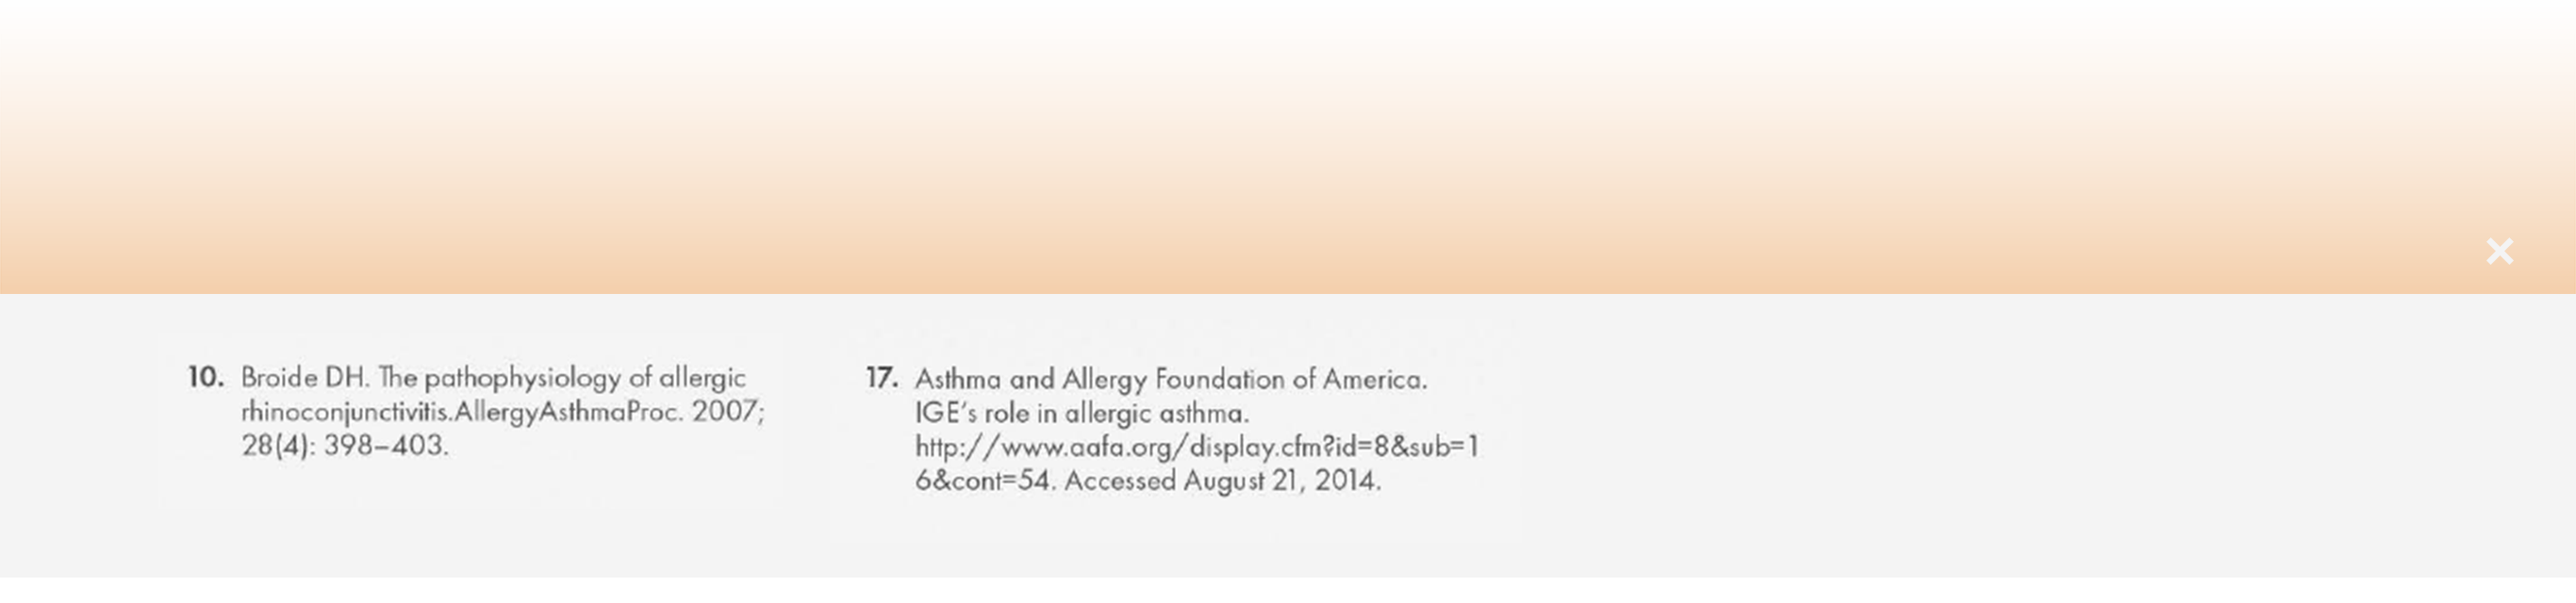 10. Broide DH. The pathophysiology of allergic
rhinoconjunctivitis.AllergyAsthmaProc. 2007;
28(4): 398–403.
17. Asthma and Allergy Foundation of America.
IGE's role in allergic asthma.
http://www.aafa.org/display.cfm?id=8&sub=1
6&cont=54. Accessed August 21, 2014.